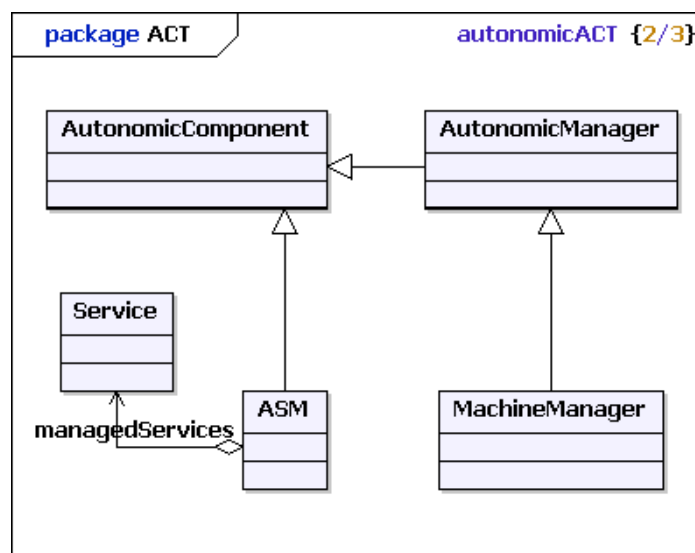 package ACT
autonomicACT {2/3}
AutonomicComponent
AutonomicManager
Service
managedServices
ASM
MachineManager